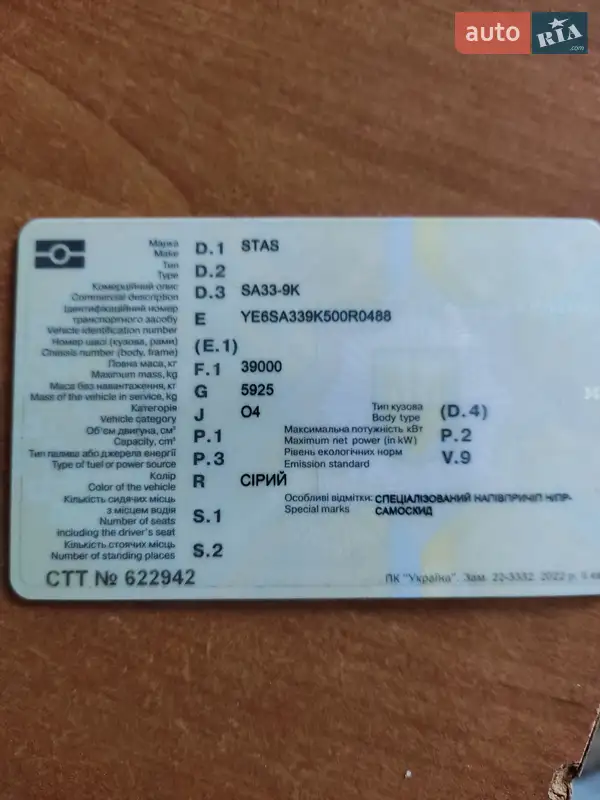 auto RIA .com
Марка
Make D.1 STAS
Тип
Type D.2
Комерційний опис
Commercial description D.3 SA33-9K
Ідентифікаційний номер
транспортного засобу E YE6SA339K500R0488
Vehicle identification number
Номер шасі (кузова, рами)
Chassis number (body, frame) (E.1)
Повна маса, кг
Maximum mass, kg F.1 39000
Маса без навантаження, кг
Mass of the vehicle in service, kg G 5925
Категорія
Vehicle category J O4
Тип кузова
Body type (D.4)
Об'єм двигуна, см³
Capacity, cm³ P.1
Максимальна потужність кВт
Maximum net power (in kW) P.2
Тип палива або джерела енергії
Type of fuel or power source P.3
Рівень екологічних норм
Emission standard V.9
Колір
Color of the vehicle R СІРИЙ
Кількість сидячих місць
з місцем водія
Number of seats S.1
including the driver's seat
Особливі відмітки: СПЕЦІАЛІЗОВАНИЙ НАПІВПРИЧІП Н/ПР-
Special marks САМОСКИД
Кількість стоячих місць
Number of standing places S.2
СТТ № 622942
ПК "Україна". Зам. 22-3332. 2022 р.